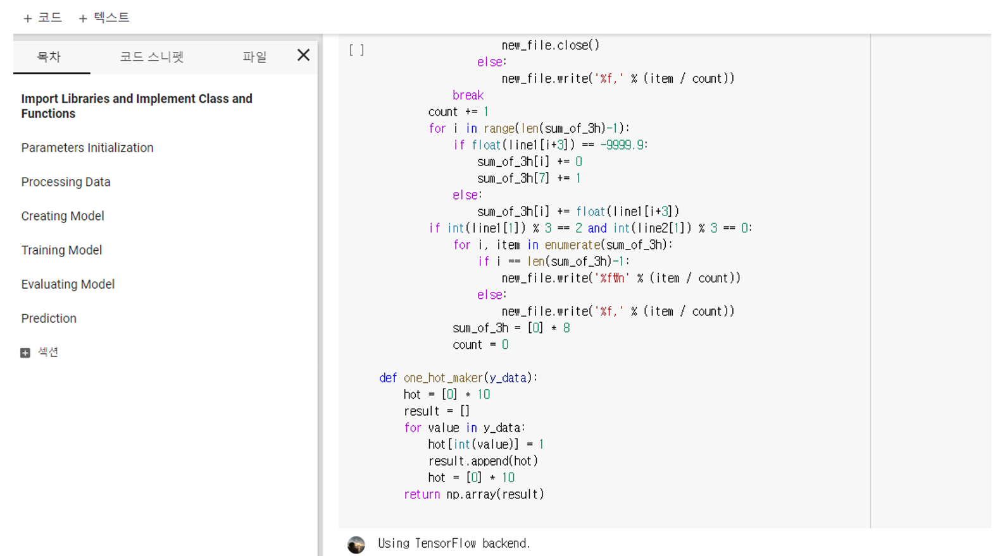 + 코드 + 텍스트
목차 코드 스니펫 파일 ✕
Import Libraries and Implement Class and
Functions
Parameters Initialization
Processing Data
Creating Model
Training Model
Evaluating Model
Prediction
+ 섹션
[ ]
new_file.close()
else:
new_file.write('%f,' % (item / count))
break
count += 1
for i in range(len(sum_of_3h)-1):
if float(line1[i+3]) == -9999.9:
sum_of_3h[i] += 0
sum_of_3h[7] += 1
else:
sum_of_3h[i] += float(line1[i+3])
if int(line1[1]) % 3 == 2 and int(line2[1]) % 3 == 0:
for i, item in enumerate(sum_of_3h):
if i == len(sum_of_3h)-1:
new_file.write('%f₩n' % (item / count))
else:
new_file.write('%f,' % (item / count))
sum_of_3h = [0] * 8
count = 0
def one_hot_maker(y_data):
hot = [0] * 10
result = []
for value in y_data:
hot[int(value)] = 1
result.append(hot)
hot = [0] * 10
return np.array(result)
Using TensorFlow backend.